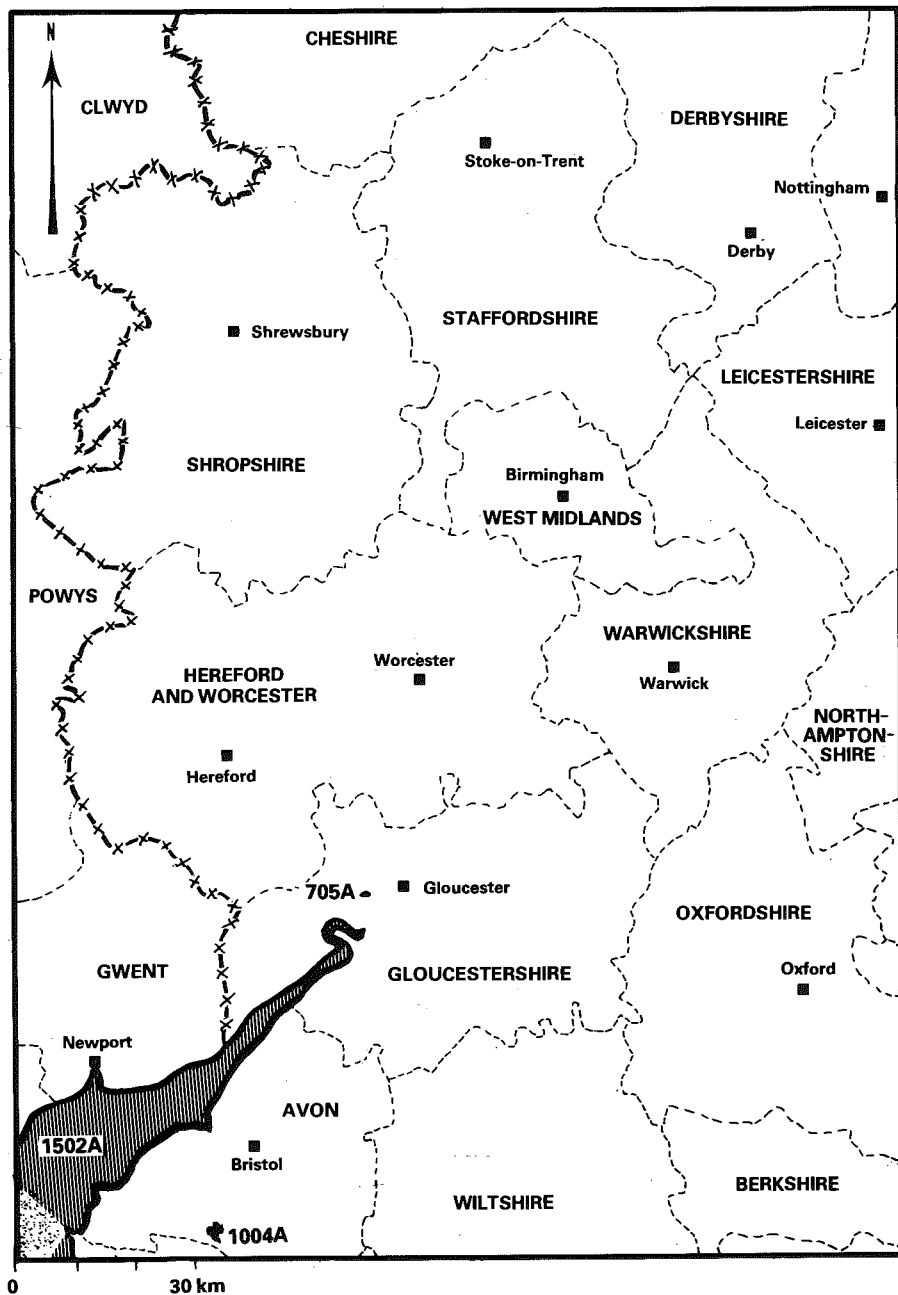 N
CHESHIRE
CLWYD
DERBYSHIRE
Stoke-on-Trent
Nottingham
Derby
STAFFORDSHIRE
Shrewsbury
LEICESTERSHIRE
Leicester
SHROPSHIRE
Birmingham
WEST MIDLANDS
POWYS
WARWICKSHIRE
Worcester
HEREFORD
AND WORCESTER
Warwick
NORTH-
AMPTON-
SHIRE
Hereford
705A
Gloucester
OXFORDSHIRE
GWENT
GLOUCESTERSHIRE
Oxford
Newport
AVON
1502A
Bristol
BERKSHIRE
WILTSHIRE
1004A
0
30 km